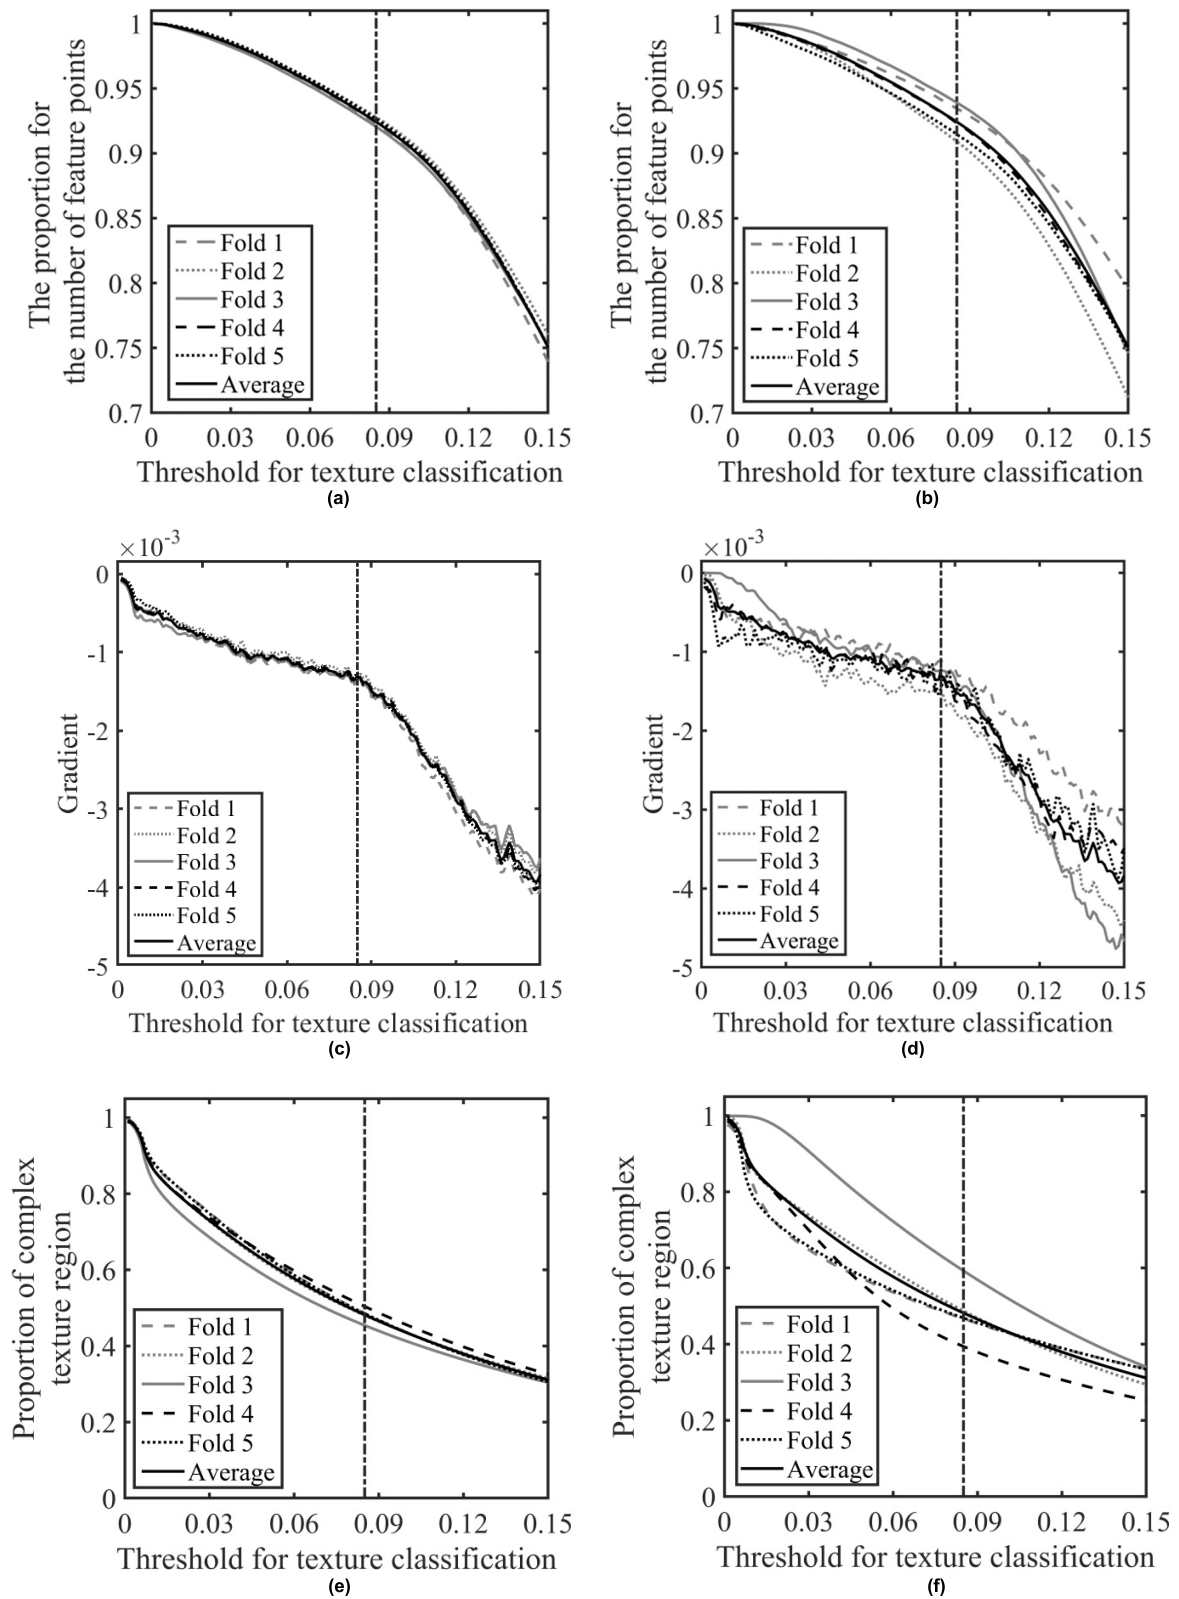 The proportion for
the number of feature points
1
0.95
0.9
0.85
0.8
0.75
0.7
Fold 1
Fold 2
Fold 3
Fold 4
Fold 5
Average
0 0.03 0.06 0.09 0.12 0.15
Threshold for texture classification
(a)
The proportion for
the number of feature points
1
0.95
0.9
0.85
0.8
0.75
0.7
Fold 1
Fold 2
Fold 3
Fold 4
Fold 5
Average
0 0.03 0.06 0.09 0.12 0.15
Threshold for texture classification
(b)
×10⁻³
Gradient
0
-1
-2
-3
-4
-5
Fold 1
Fold 2
Fold 3
Fold 4
Fold 5
Average
0 0.03 0.06 0.09 0.12 0.15
Threshold for texture classification
(c)
×10⁻³
Gradient
0
-1
-2
-3
-4
-5
Fold 1
Fold 2
Fold 3
Fold 4
Fold 5
Average
0 0.03 0.06 0.09 0.12 0.15
Threshold for texture classification
(d)
Proportion of complex
texture region
1
0.8
0.6
0.4
0.2
0
Fold 1
Fold 2
Fold 3
Fold 4
Fold 5
Average
0 0.03 0.06 0.09 0.12 0.15
Threshold for texture classification
(e)
Proportion of complex
texture region
1
0.8
0.6
0.4
0.2
0
Fold 1
Fold 2
Fold 3
Fold 4
Fold 5
Average
0 0.03 0.06 0.09 0.12 0.15
Threshold for texture classification
(f)